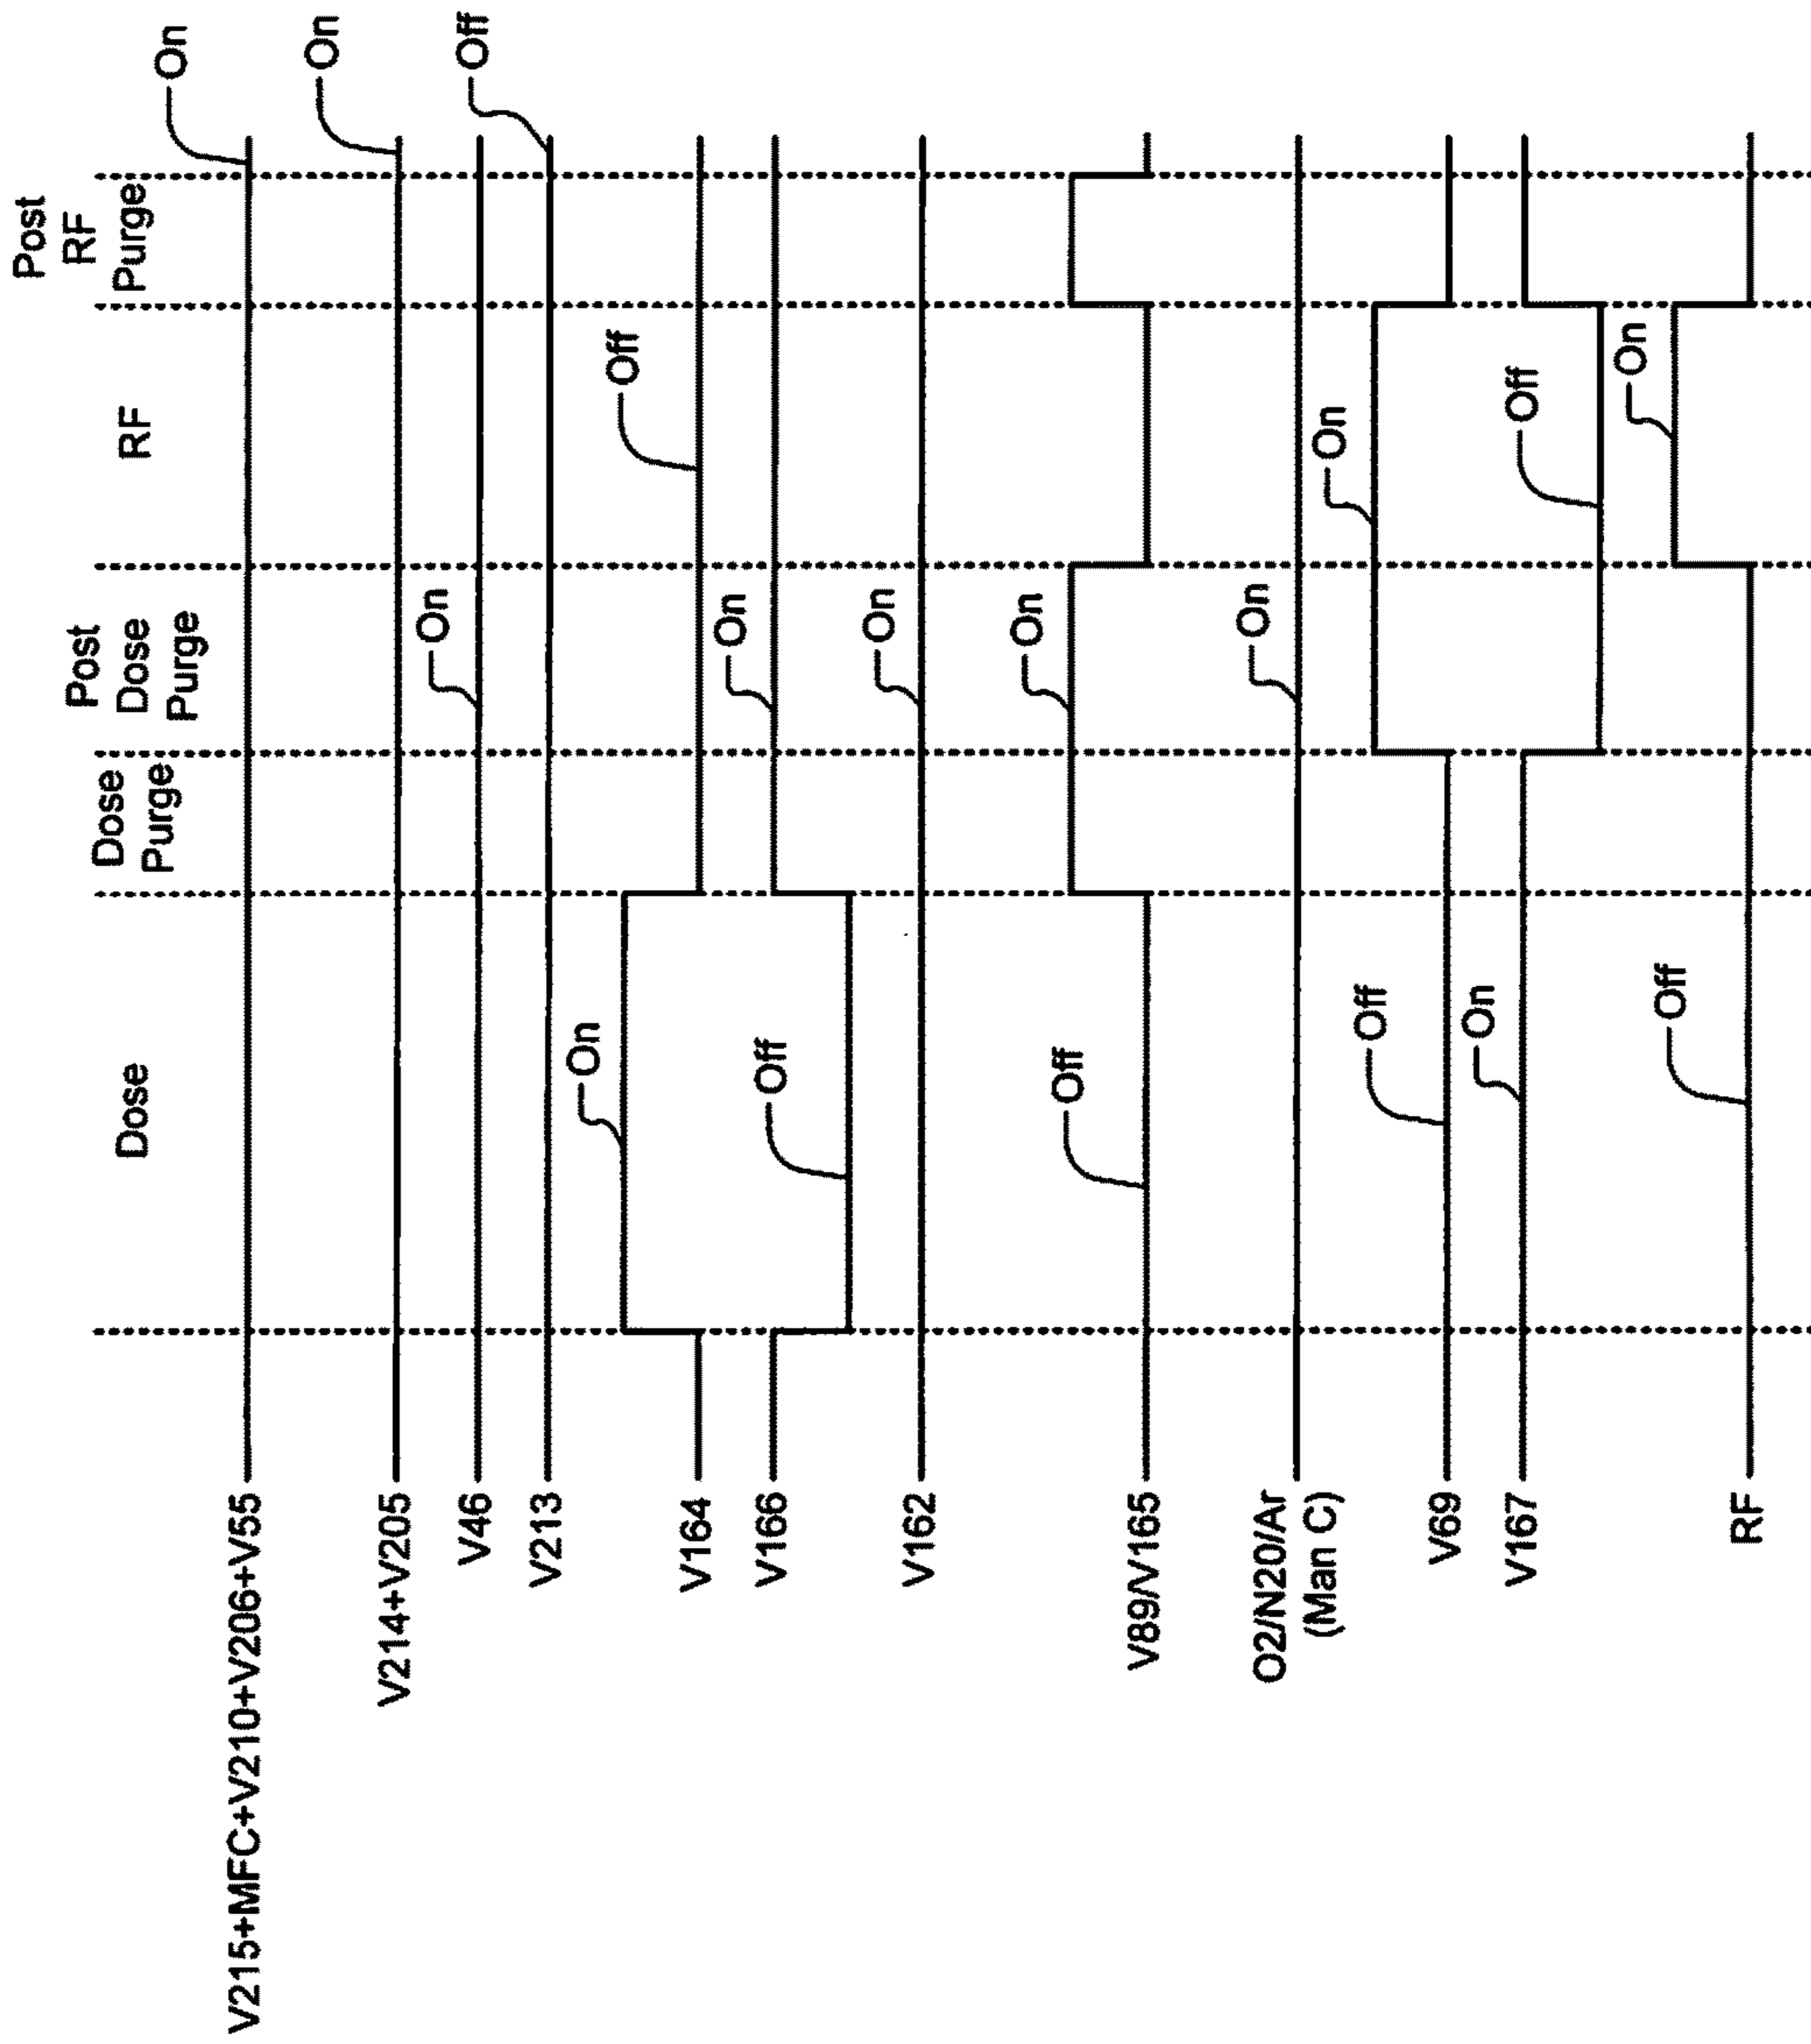 Dose
Dose
Purge
Post
Dose
Purge
RF
Post
RF
Purge
V215+MFC+V210+V206+V55
On
V214+V205
On
V46
On
V213
Off
V164
On
Off
V166
Off
On
V162
On
V89/V165
Off
On
O2/N20/Ar
(Man C)
On
V69
Off
On
V167
On
Off
RF
Off
On